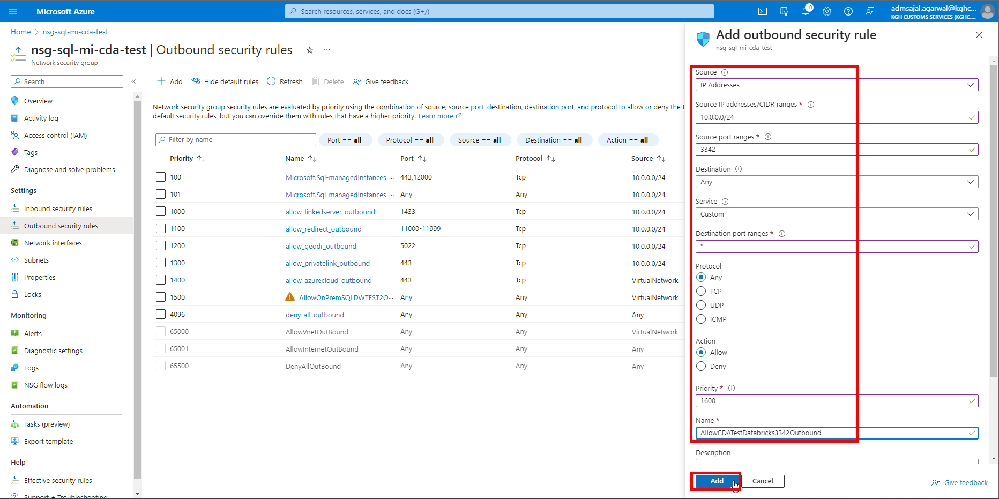 Microsoft Azure
Search resources, services, and docs (G+/)
10
admsajal.agarwal@kghc...
KGH CUSTOMS SERVICES (KGHC....
Home > nsg-sql-mi-cda-test
nsg-sql-mi-cda-test | Outbound security rules
...
Network security group
Search
«
Overview
Activity log
Access control (IAM)
Tags
Diagnose and solve problems
Settings
Inbound security rules
Outbound security rules
Network interfaces
Subnets
Properties
Locks
Monitoring
Alerts
Diagnostic settings
Logs
NSG flow logs
Automation
Tasks (preview)
Export template
Help
Effective security rules
Support + Troubleshooting
Add Hide default rules Refresh Delete Give feedback
Network security group security rules are evaluated by priority using the combination of source, source port, destination, destination port, and protocol to allow or deny the t
default security rules, but you can override them with rules that have a higher priority. Learn more
Filter by name
Port == all Protocol == all Source == all Destination == all Action == all
Priority Name Port Protocol Source
100 Microsoft.Sql-managedInstances_... 443,12000 Tcp 10.0.0.0/24
101 Microsoft.Sql-managedInstances_... Any Any 10.0.0.0/24
1000 allow_linkedserver_outbound 1433 Tcp 10.0.0.0/24
1100 allow_redirect_outbound 11000-11999 Tcp 10.0.0.0/24
1200 allow_geodr_outbound 5022 Tcp 10.0.0.0/24
1300 allow_privatelink_outbound 443 Tcp 10.0.0.0/24
1400 allow_azurecloud_outbound 443 Tcp VirtualNetwork
1500 AllowOnPremSQLDWTEST2O... Any Any VirtualNetwork
4096 deny_all_outbound Any Any Any
65000 AllowVnetOutBound Any Any VirtualNetwork
65001 AllowInternetOutBound Any Any Any
65500 DenyAllOutBound Any Any Any
Add outbound security rule
nsg-sql-mi-cda-test
Source
IP Addresses
Source IP addresses/CIDR ranges *
10.0.0.0/24
Source port ranges *
3342
Destination
Any
Service
Custom
Destination port ranges *
*
Protocol
Any
TCP
UDP
ICMP
Action
Allow
Deny
Priority *
1600
Name *
AllowCDATestDatabricks3342Outbound
Description
Add Cancel
Give feedback